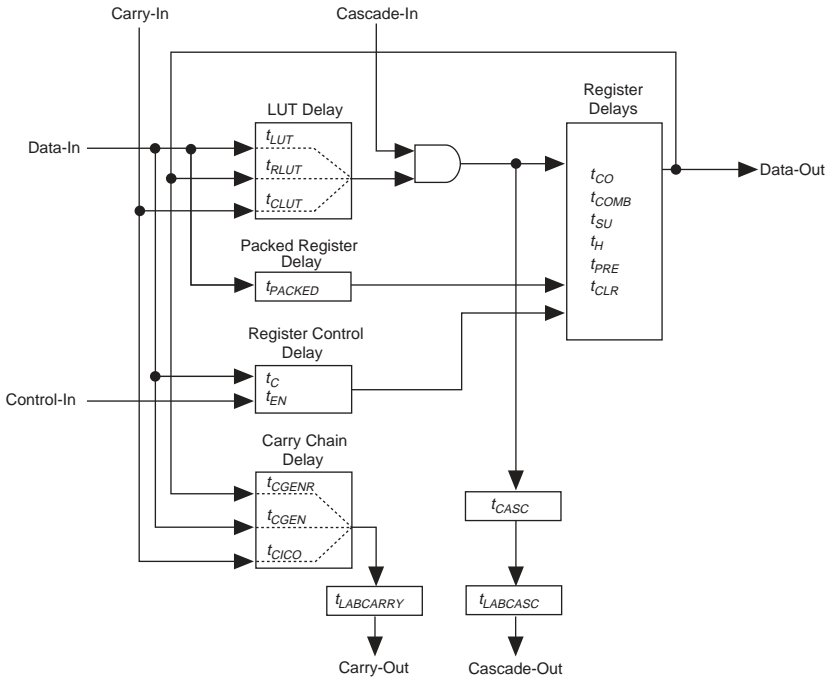 Carry-In
Cascade-In
LUT Delay
Register
Delays
Data-In
tLUT
tRLUT
tCLUT
tCO
tCOMB
tSU
tH
tPRE
tCLR
Data-Out
Packed Register
Delay
tPACKED
Register Control
Delay
tC
tEN
Control-In
Carry Chain
Delay
tCGENR
tCGEN
tCICO
tCASC
tLABCARRY
tLABCASC
Carry-Out
Cascade-Out